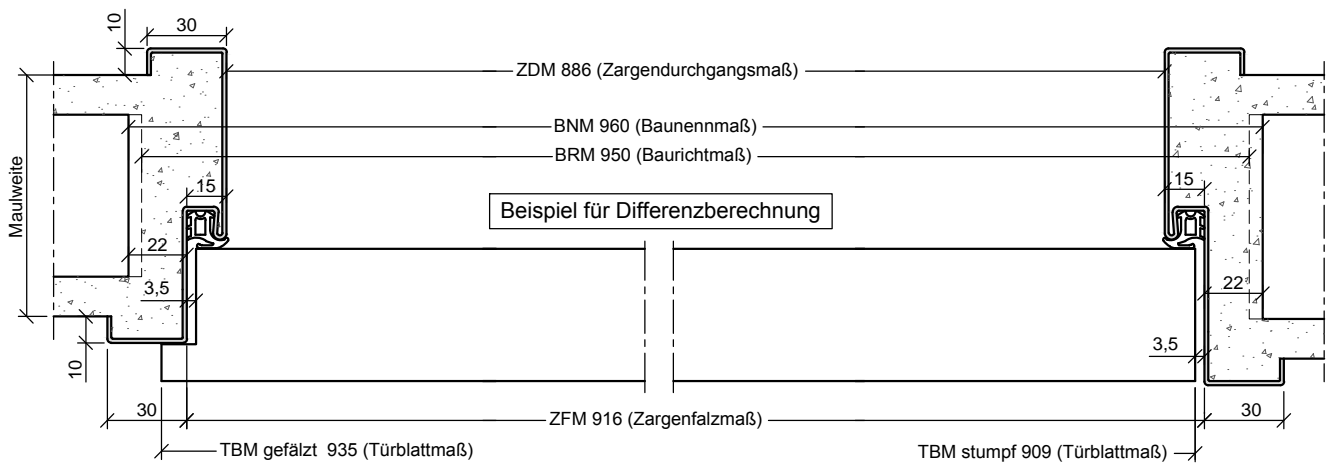 10
30
ZDM 886 (Zargendurchgangsmaß)
BNM 960 (Baunennmaß)
BRM 950 (Baurichtmaß)
Maulweite
15
15
Beispiel für Differenzberechnung
22
22
3,5
3,5
10
30
ZFM 916 (Zargenfalzmaß)
30
TBM gefälzt 935 (Türblattmaß)
TBM stumpf 909 (Türblattmaß)